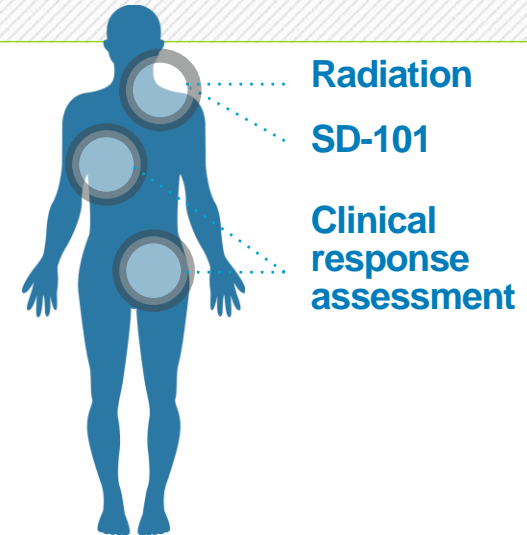 Radiation
SD-101
Clinical
response
assessment